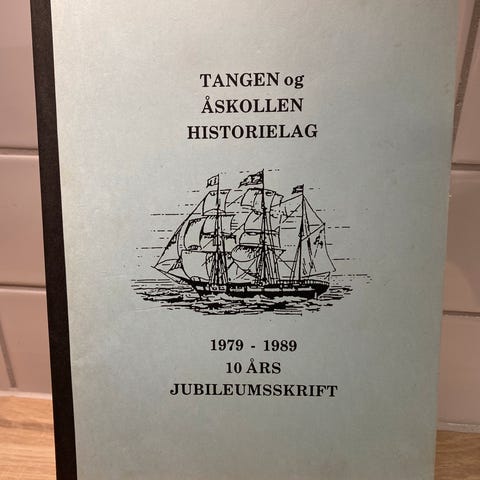 TANGEN og
ÅSKOLLEN
HISTORIELAG
1979 - 1989
10 ÅRS
JUBILEUMSSKRIFT